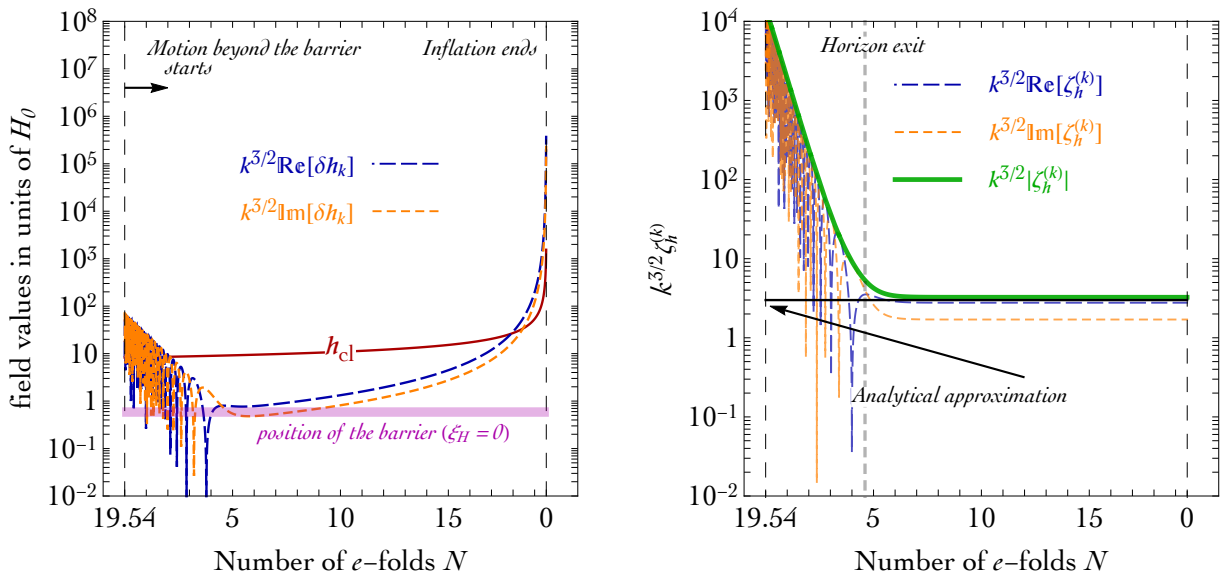 10^8
10^7
10^6
10^5
10^4
10^3
10^2
10
1
10^-1
10^-2
field values in units of H_0
Motion beyond the barrier
starts
Inflation ends
k^3/2 ℝe[δh_k]
k^3/2 𝕀m[δh_k]
h_cl
position of the barrier (ξ_H = 0)
19.54
5
10
15
0
Number of e–folds N
10^4
10^3
10^2
10
1
10^-1
10^-2
k^3/2 ζ_h^(k)
Horizon exit
k^3/2 ℝe[ζ_h^(k)]
k^3/2 𝕀m[ζ_h^(k)]
k^3/2 |ζ_h^(k)|
Analytical approximation
19.54
5
10
15
0
Number of e–folds N